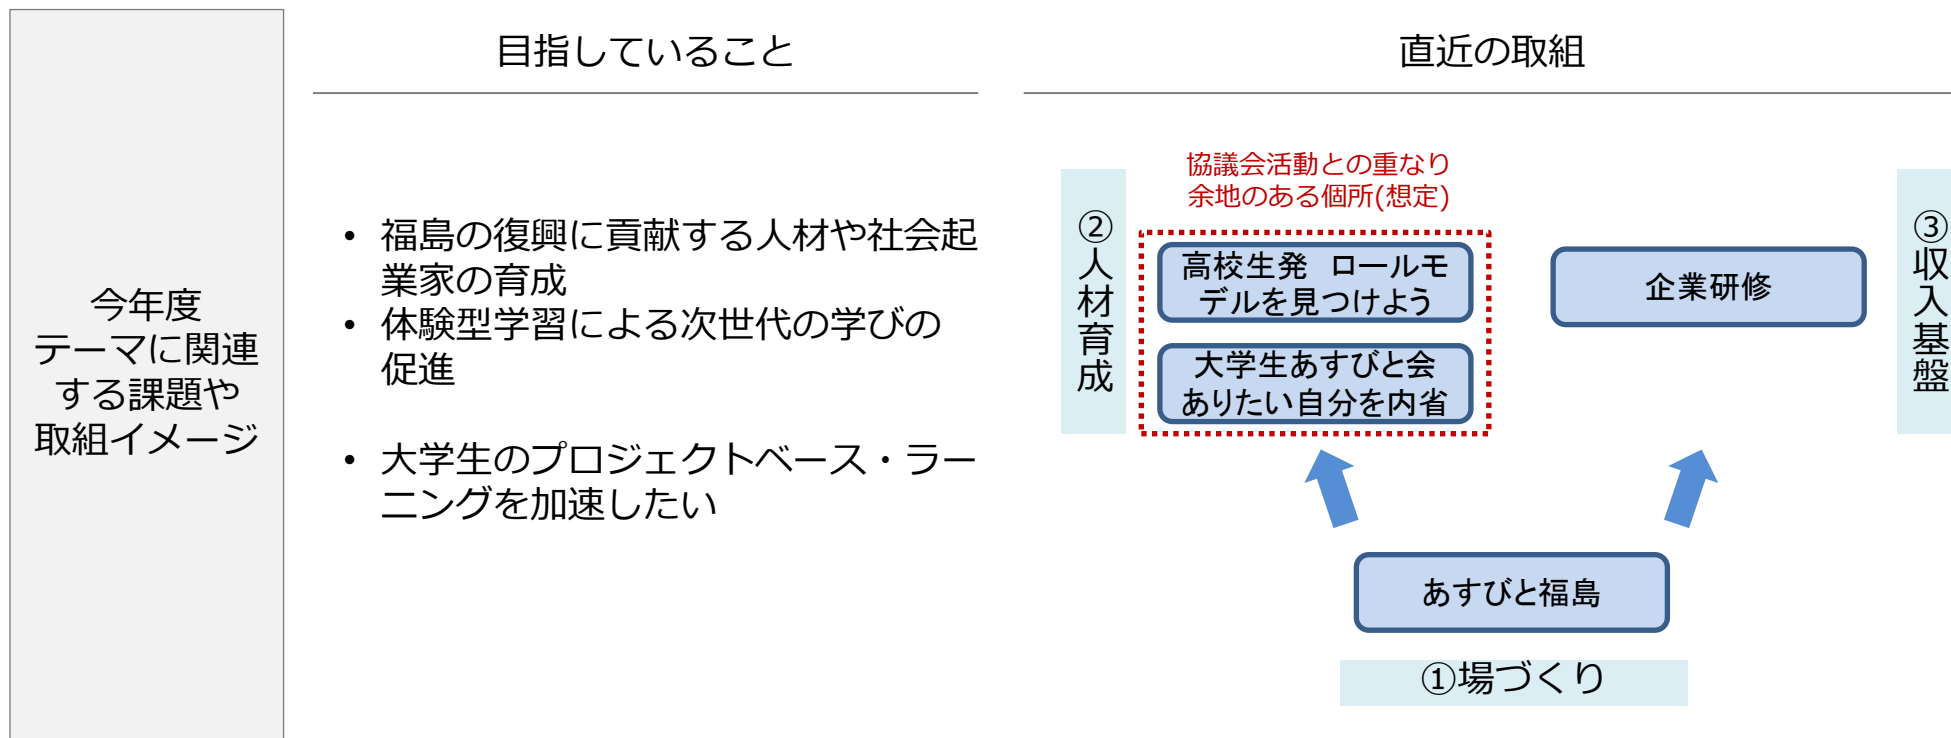 今年度
テーマに関連
する課題や
取組イメージ
目指していること
• 福島の復興に貢献する人材や社会起
業家の育成
• 体験型学習による次世代の学びの
促進
• 大学生のプロジェクトベース・ラー
ニングを加速したい
直近の取組
協議会活動との重なり
余地のある個所(想定)
②人材育成
高校生発　ロールモ
デルを見つけよう
大学生あすびと会
ありたい自分を内省
企業研修
③収入基盤
あすびと福島
①場づくり